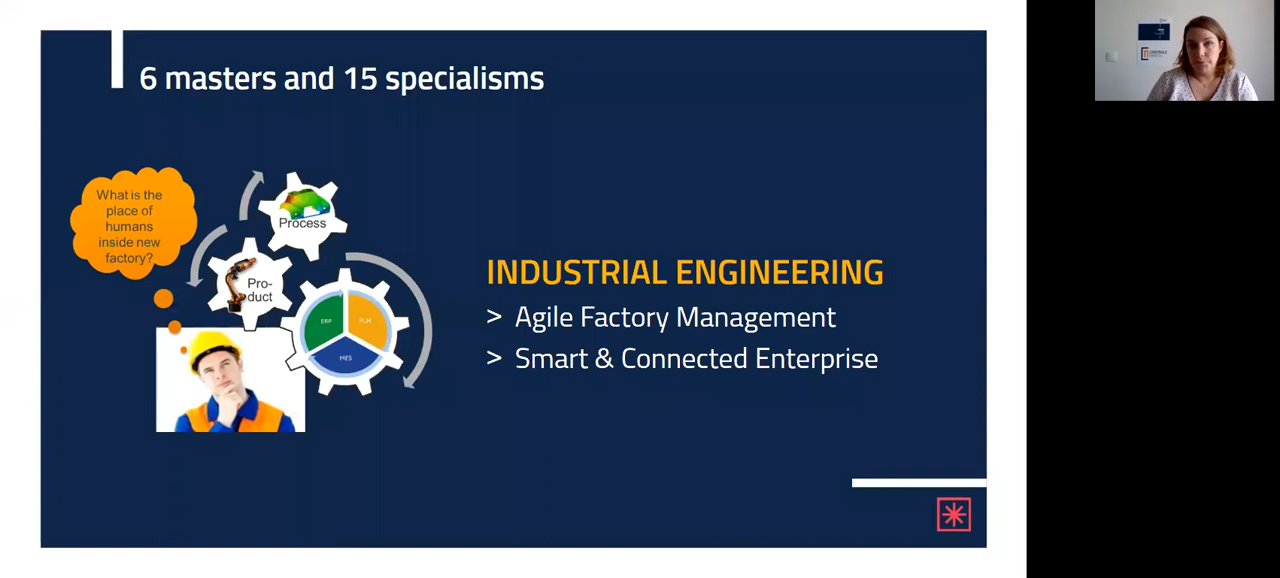 6 masters and 15 specialisms
What is the
place of
humans
inside new
factory?
Process
Pro-
duct
ERP
PLM
MES
INDUSTRIAL ENGINEERING
> Agile Factory Management
> Smart & Connected Enterprise
CENTRALE